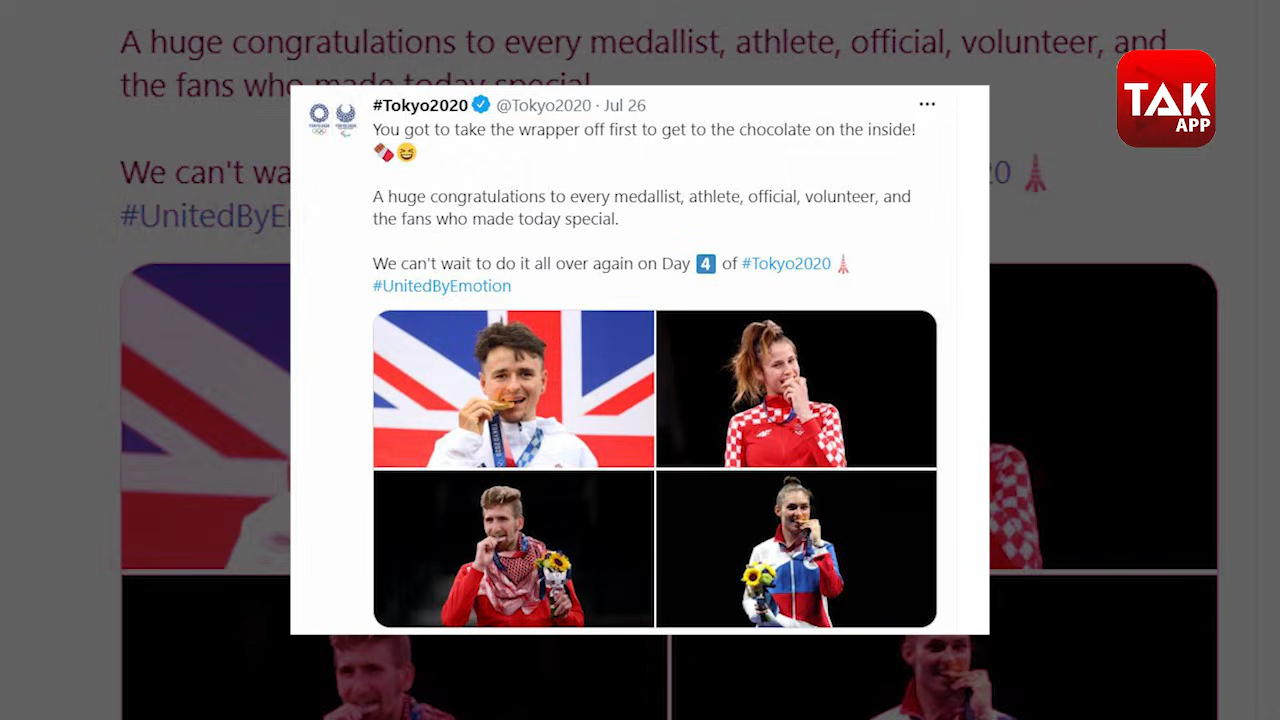 A huge congratulations to every medallist, athlete, official, volunteer, and
the fans who made today special.
We can't wa
20
#UnitedByE
TAK
APP
#Tokyo2020 @Tokyo2020 · Jul 26
You got to take the wrapper off first to get to the chocolate on the inside!
🍫😆
A huge congratulations to every medallist, athlete, official, volunteer, and
the fans who made today special.
We can't wait to do it all over again on Day 4️⃣ of #Tokyo2020 🗼
#UnitedByEmotion